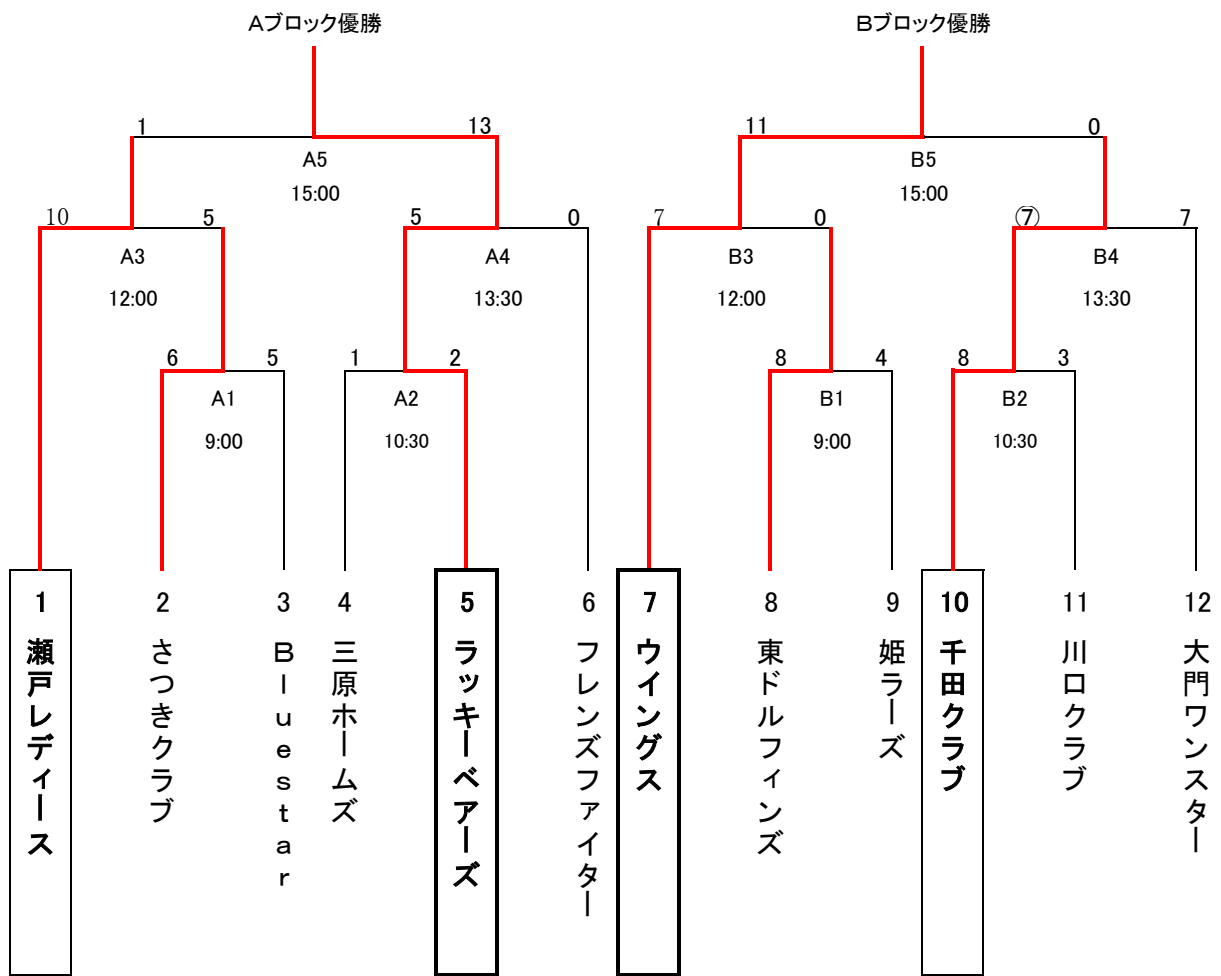 Aブロック優勝 Bブロック優勝
1 13 11 0
A5 B5
15:00 15:00
10 5 5 0 7 0 ⑦ 7
A3 A4 B3 B4
12:00 13:30 12:00 13:30
6 5 1 2 8 4 8 3
A1 A2 B1 B2
9:00 10:30 9:00 10:30
1 瀬戸レディース
2 さつきクラブ
3 Bluestar
4 三原ホームズ
5 ラッキーベアーズ
6 フレンズファイター
7 ウイングス
8 東ドルフィンズ
9 姫ラーズ
10 千田クラブ
11 川口クラブ
12 大門ワンスター